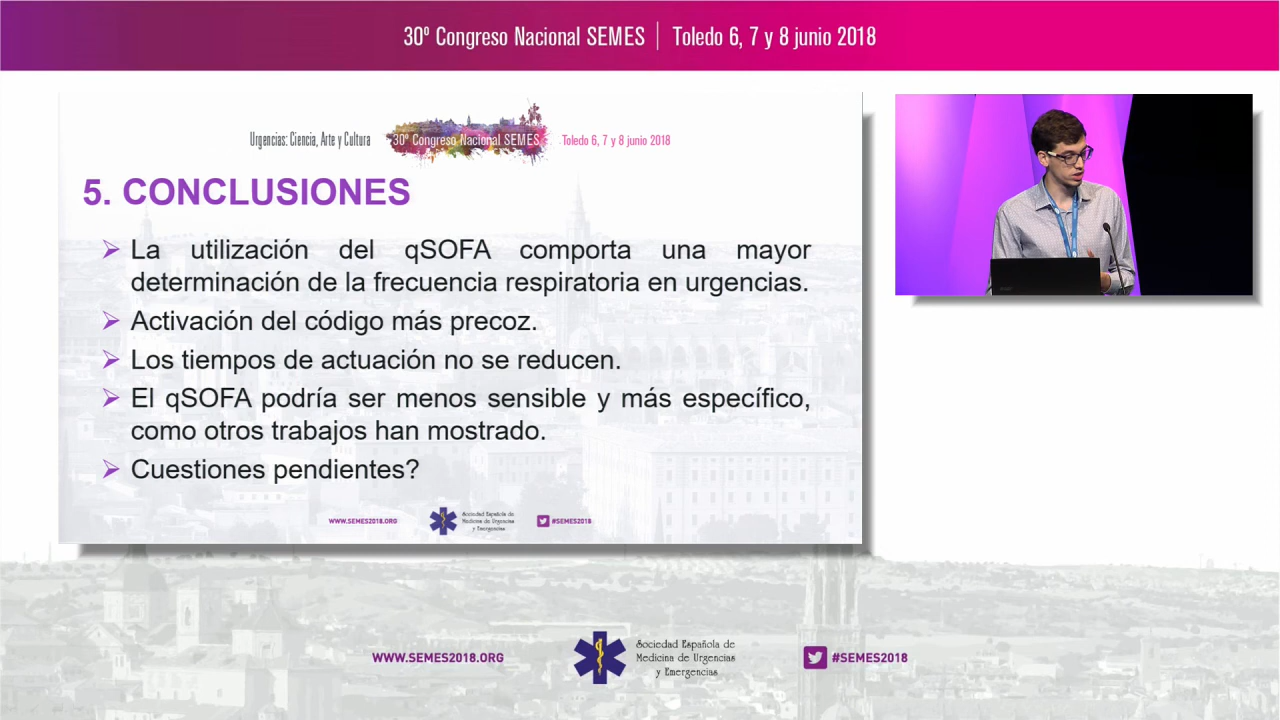 30º Congreso Nacional SEMES | Toledo 6, 7 y 8 junio 2018
Urgencias: Ciencia, Arte y Cultura
30º Congreso Nacional SEMES
Toledo 6, 7 y 8 junio 2018
5. CONCLUSIONES
La utilización del qSOFA comporta una mayor
determinación de la frecuencia respiratoria en urgencias.
Activación del código más precoz.
Los tiempos de actuación no se reducen.
El qSOFA podría ser menos sensible y más específico,
como otros trabajos han mostrado.
Cuestiones pendientes?
WWW.SEMES2018.ORG
Sociedad Española de
Medicina de Urgencias
y Emergencias
#SEMES2018
WWW.SEMES2018.ORG
Sociedad Española de
Medicina de Urgencias
y Emergencias
#SEMES2018